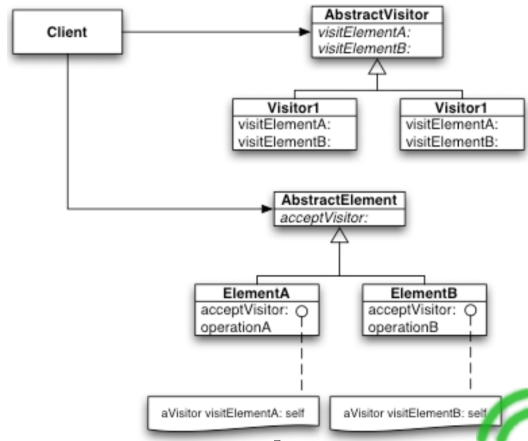 Client
AbstractVisitor
visitElementA:
visitElementB:
Visitor1
visitElementA:
visitElementB:
Visitor1
visitElementA:
visitElementB:
AbstractElement
acceptVisitor:
ElementA
acceptVisitor:
operationA
ElementB
acceptVisitor:
operationB
aVisitor visitElementA: self
aVisitor visitElementB: self